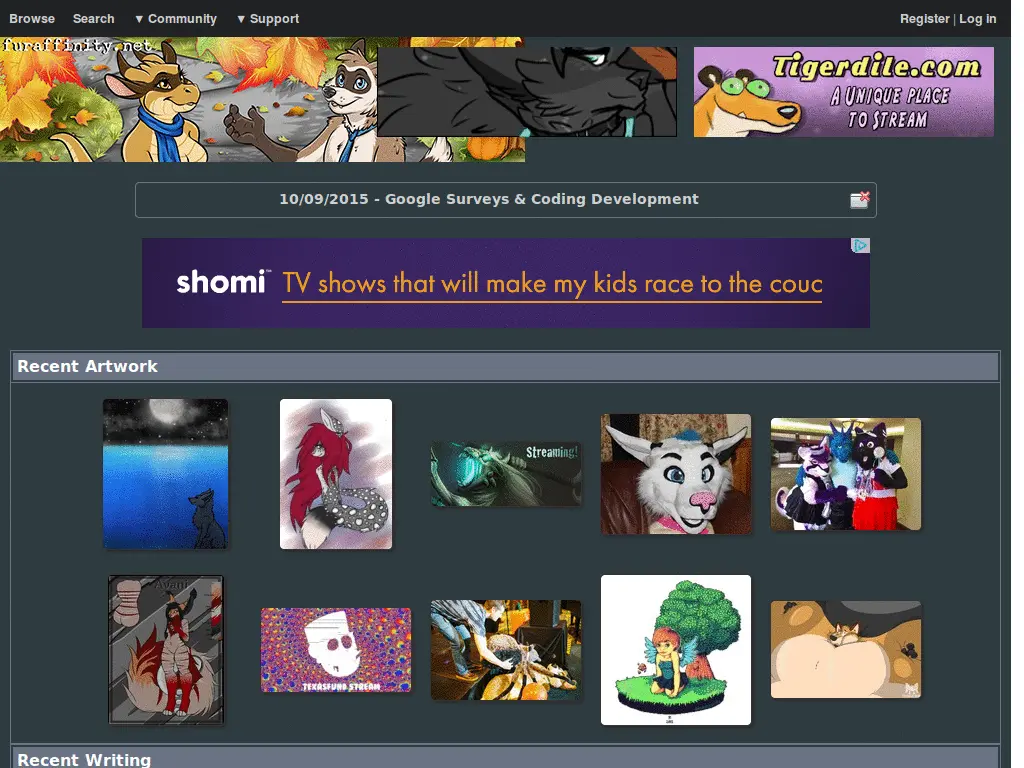 Browse Search ▼ Community ▼ Support Register | Log in
furaffinity.net
Tigerdile.com
A UNIQUE PLACE
TO STREAM
10/09/2015 - Google Surveys & Coding Development
shomi™ TV shows that will make my kids race to the couc
Recent Artwork
Streaming!
TEXASFUNK STREAM
Recent Writing